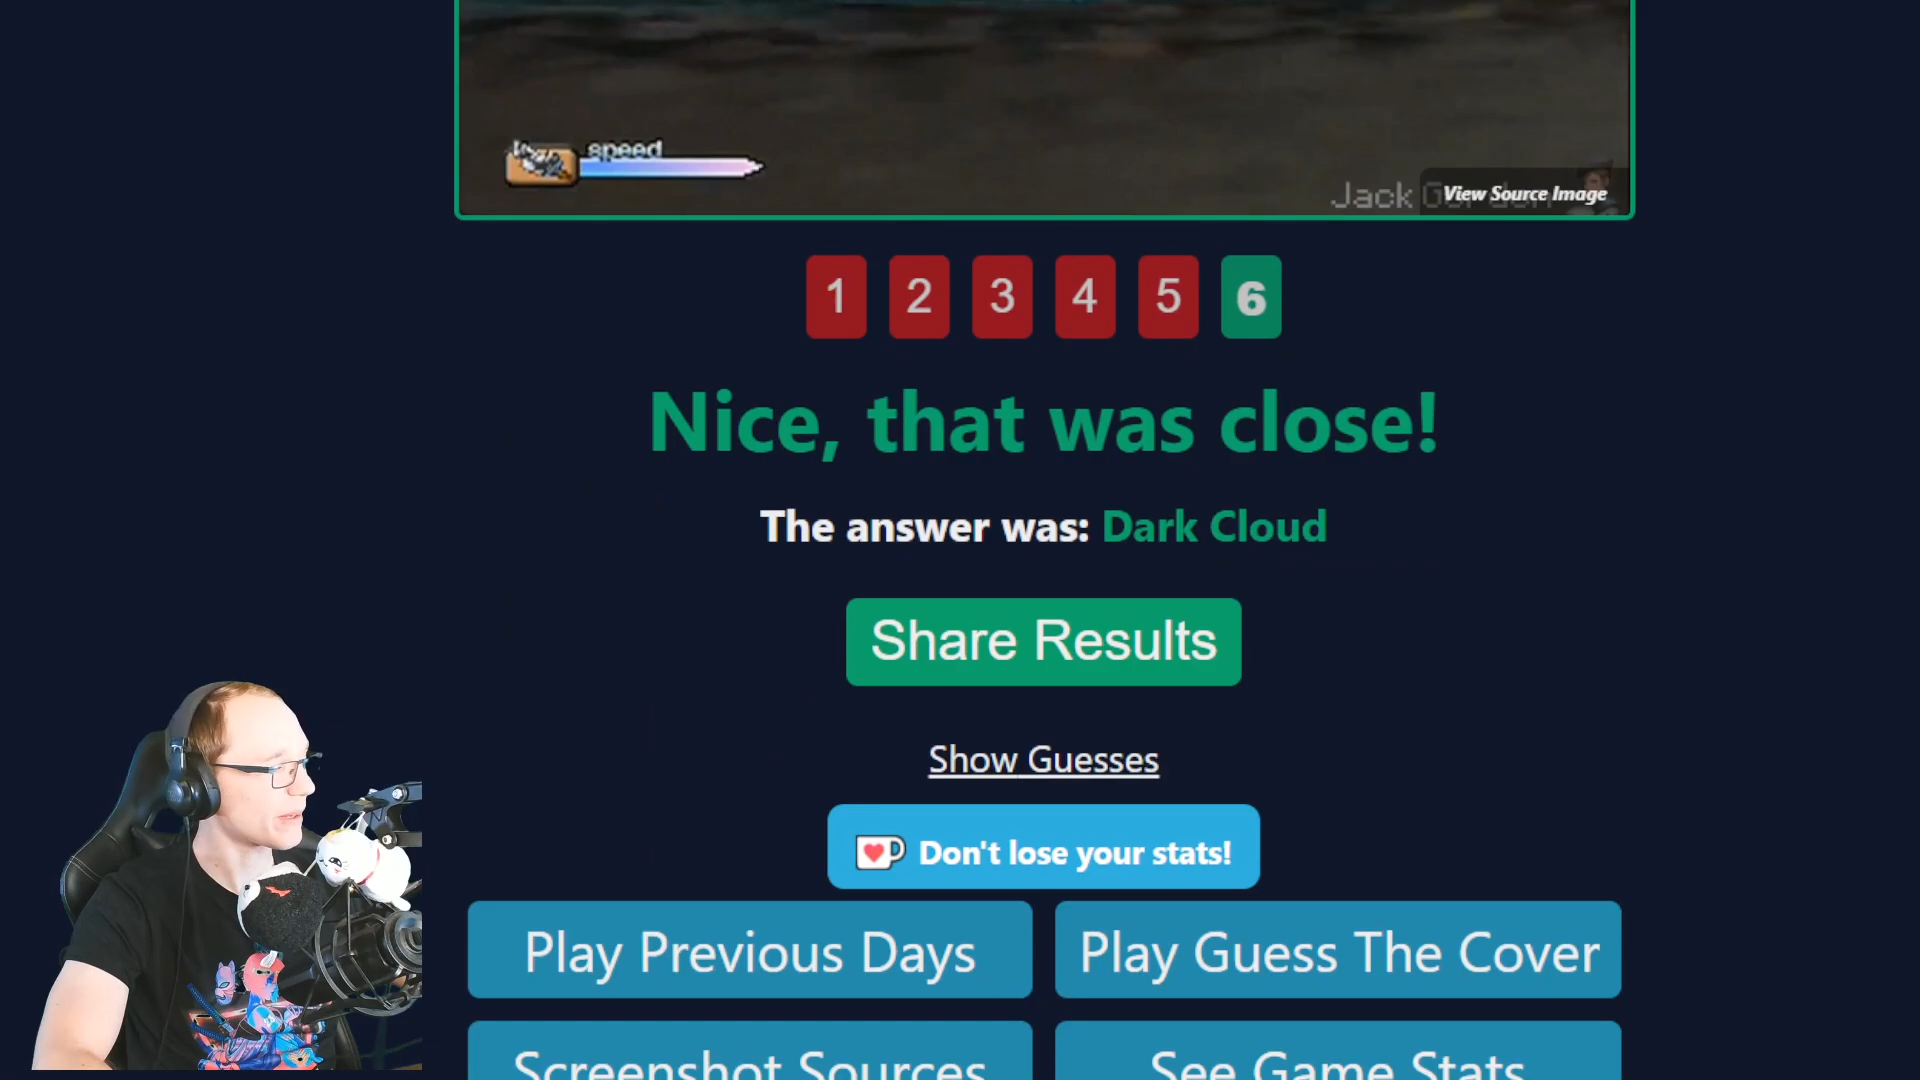 speed
Jack
View Source Image
1 2 3 4 5 6
Nice, that was close!
The answer was: Dark Cloud
Share Results
Show Guesses
Don't lose your stats!
Play Previous Days
Play Guess The Cover
Screenshot Sources
See Game Stats